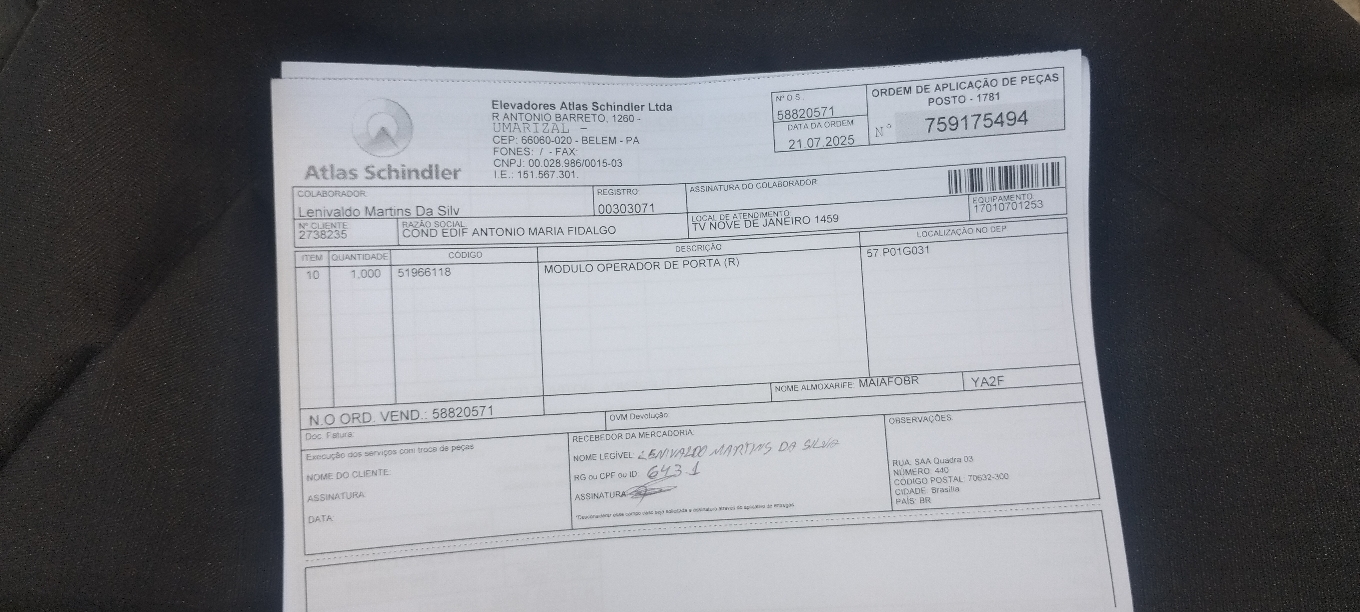 Atlas Schindler
Elevadores Atlas Schindler Ltda
R ANTONIO BARRETO, 1260 -
UMARIZAL -
CEP: 66060-020 - BELEM - PA
FONES: / - FAX:
CNPJ: 00.028.986/0015-03
I.E.: 151.567.301.
Nº O.S.
58820571
DATA DA ORDEM
21.07.2025
ORDEM DE APLICAÇÃO DE PEÇAS
POSTO - 1781
Nº 759175494
COLABORADOR:
Lenivaldo Martins Da Silv
REGISTRO
00303071
ASSINATURA DO COLABORADOR
Nº CLIENTE
2738235
RAZÃO SOCIAL
COND EDIF ANTONIO MARIA FIDALGO
LOCAL DE ATENDIMENTO
TV NOVE DE JANEIRO 1459
EQUIPAMENTO
17010701253
ITEM QUANTIDADE CÓDIGO DESCRIÇÃO LOCALIZAÇÃO NO DEP
10 1,000 51966118 MODULO OPERADOR DE PORTA (R) 57 P01G031
NOME ALMOXARIFE: MAIAFOBR YA2F
N.O ORD. VEND.: 58820571
OVM Devolução:
Doc. Fatura:
Execução dos serviços com troca de peças
NOME DO CLIENTE:
ASSINATURA:
DATA:
RECEBEDOR DA MERCADORIA:
NOME LEGÍVEL: LENIVALDO MARTINS DA SILVA
RG ou CPF ou ID: 6431
ASSINATURA:
OBSERVAÇÕES:
RUA: SAA Quadra 03
NÚMERO: 440
CÓDIGO POSTAL: 70632-300
CIDADE: Brasília
PAÍS: BR